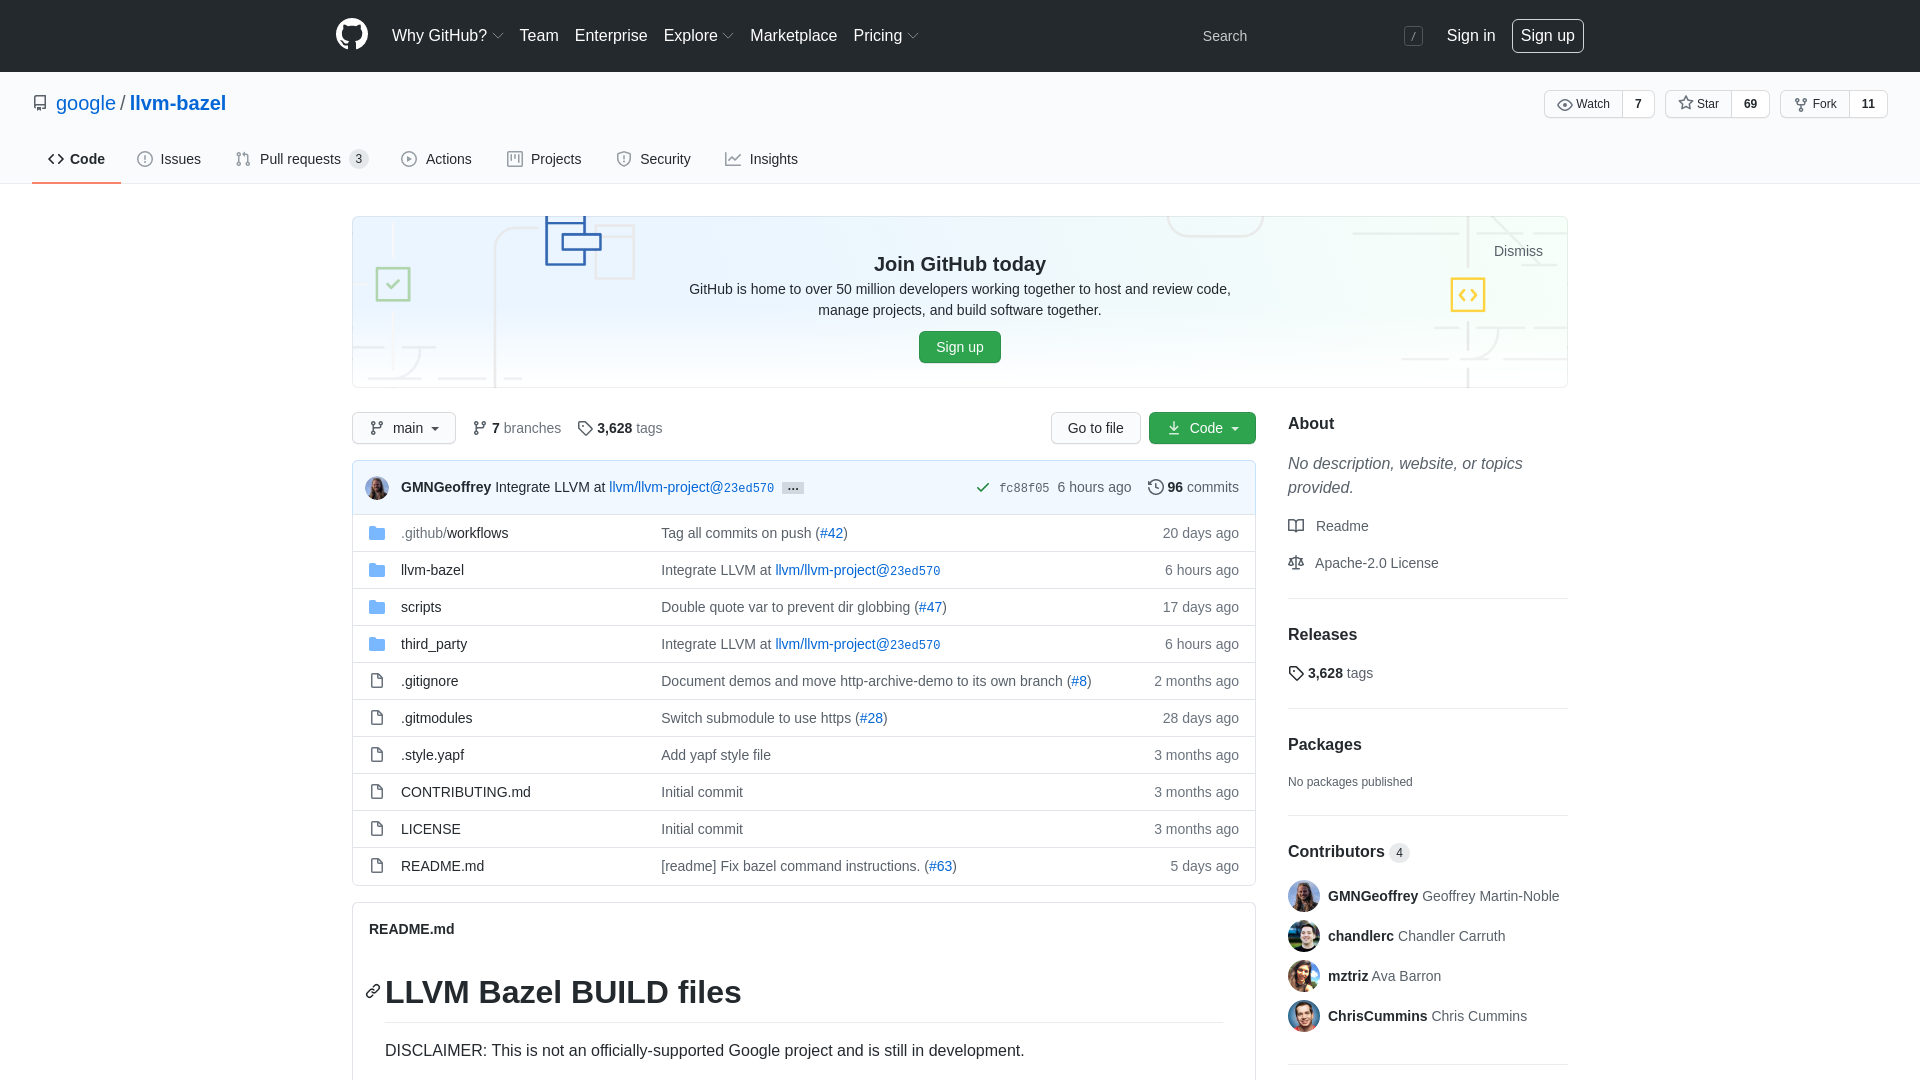 Why GitHub? Team Enterprise Explore Marketplace Pricing Search / Sign in Sign up
google / llvm-bazel Watch 7 Star 69 Fork 11
Code Issues Pull requests 3 Actions Projects Security Insights
Dismiss
Join GitHub today
GitHub is home to over 50 million developers working together to host and review code,
manage projects, and build software together.
Sign up
main 7 branches 3,628 tags Go to file Code
GMNGeoffrey Integrate LLVM at llvm/llvm-project@23ed570 … fc88f05 6 hours ago 96 commits
.github/workflows Tag all commits on push (#42) 20 days ago
llvm-bazel Integrate LLVM at llvm/llvm-project@23ed570 6 hours ago
scripts Double quote var to prevent dir globbing (#47) 17 days ago
third_party Integrate LLVM at llvm/llvm-project@23ed570 6 hours ago
.gitignore Document demos and move http-archive-demo to its own branch (#8) 2 months ago
.gitmodules Switch submodule to use https (#28) 28 days ago
.style.yapf Add yapf style file 3 months ago
CONTRIBUTING.md Initial commit 3 months ago
LICENSE Initial commit 3 months ago
README.md [readme] Fix bazel command instructions. (#63) 5 days ago
README.md
LLVM Bazel BUILD files
DISCLAIMER: This is not an officially-supported Google project and is still in development.
About
No description, website, or topics
provided.
Readme
Apache-2.0 License
Releases
3,628 tags
Packages
No packages published
Contributors 4
GMNGeoffrey Geoffrey Martin-Noble
chandlerc Chandler Carruth
mztriz Ava Barron
ChrisCummins Chris Cummins